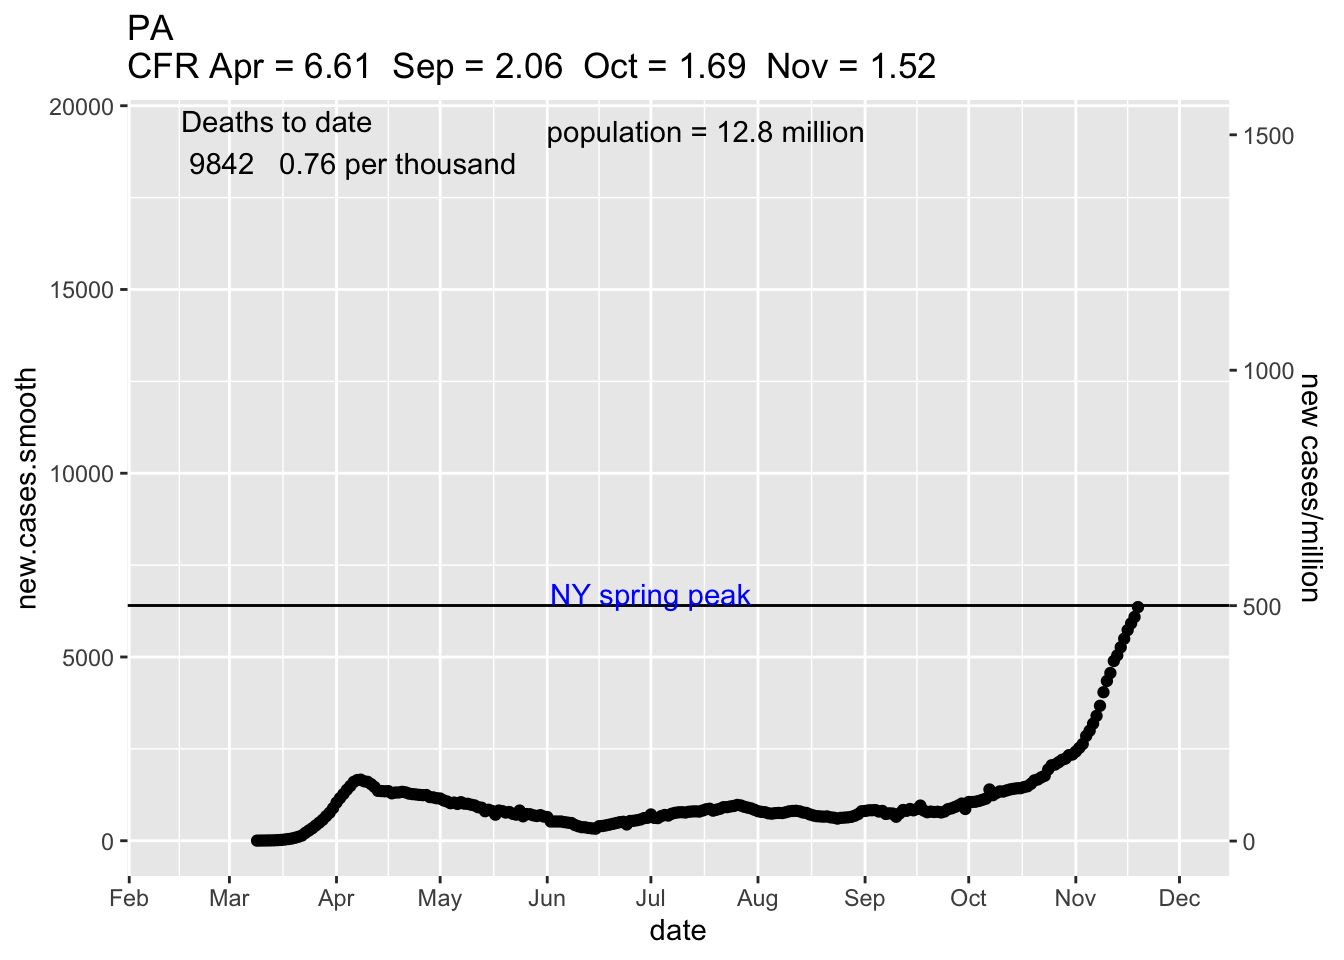 PA
CFR Apr = 6.61  Sep = 2.06  Oct = 1.69  Nov = 1.52
Deaths to date
9842   0.76 per thousand
population = 12.8 million
20000
15000
10000
5000
0
new.cases.smooth
NY spring peak
1500
1000
500
0
new cases/million
Feb Mar Apr May Jun Jul Aug Sep Oct Nov Dec
date